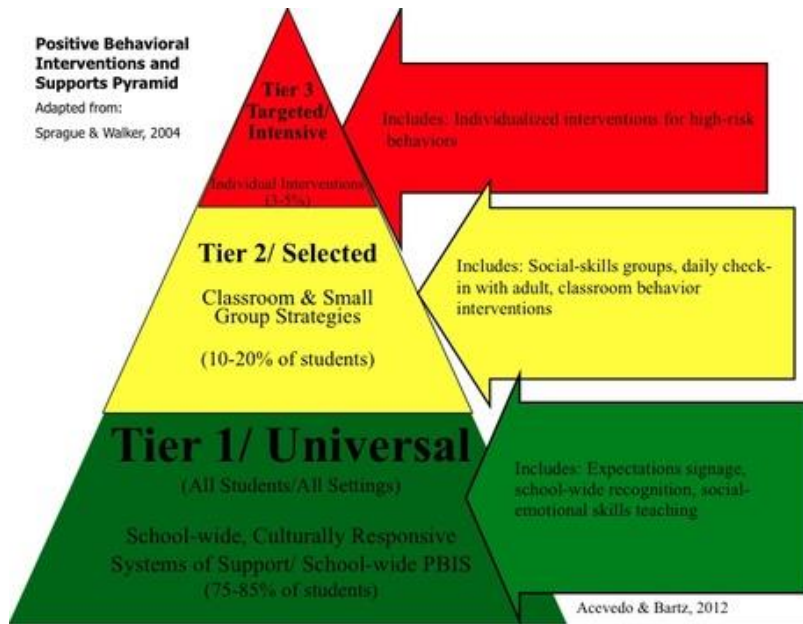 Positive Behavioral
Interventions and
Supports Pyramid
Adapted from:
Sprague & Walker, 2004
Tier 3
Targeted/
Intensive
Individual Interventions
(3-5%)
Includes: Individualized interventions for high-risk
behaviors
Tier 2/ Selected
Classroom & Small
Group Strategies
(10-20% of students)
Includes: Social-skills groups, daily check-
in with adult, classroom behavior
interventions
Tier 1/ Universal
(All Students/All Settings)
School-wide, Culturally Responsive
Systems of Support/ School-wide PBIS
(75-85% of students)
Includes: Expectations signage,
school-wide recognition, social-
emotional skills teaching
Acevedo & Bartz, 2012